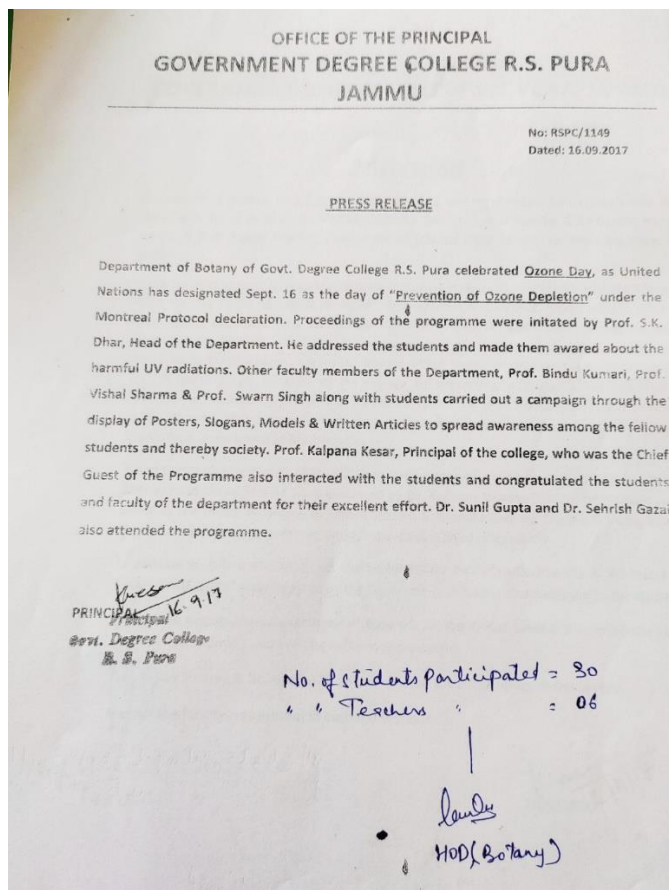 OFFICE OF THE PRINCIPAL
GOVERNMENT DEGREE COLLEGE R.S. PURA
JAMMU
No: RSPC/1149
Dated: 16.09.2017
PRESS RELEASE
Department of Botany of Govt. Degree College R.S. Pura celebrated Ozone Day, as United
Nations has designated Sept. 16 as the day of "Prevention of Ozone Depletion" under the
Montreal Protocol declaration. Proceedings of the programme were initated by Prof. S.K.
Dhar, Head of the Department. He addressed the students and made them awared about the
harmful UV radiations. Other faculty members of the Department, Prof. Bindu Kumari, Prof.
Vishal Sharma & Prof. Swarn Singh along with students carried out a campaign through the
display of Posters, Slogans, Models & Written Articles to spread awareness among the fellow
students and thereby society. Prof. Kalpana Kesar, Principal of the college, who was the Chief
Guest of the Programme also interacted with the students and congratulated the students
and faculty of the department for their excellent effort. Dr. Sunil Gupta and Dr. Sehrish Gazal
also attended the programme.
16.9.17
PRINCIPAL
Principal
Govt. Degree College
R. S. Pura
No. of students participated = 30
" " Teachers " = 06
HOD (Botany)